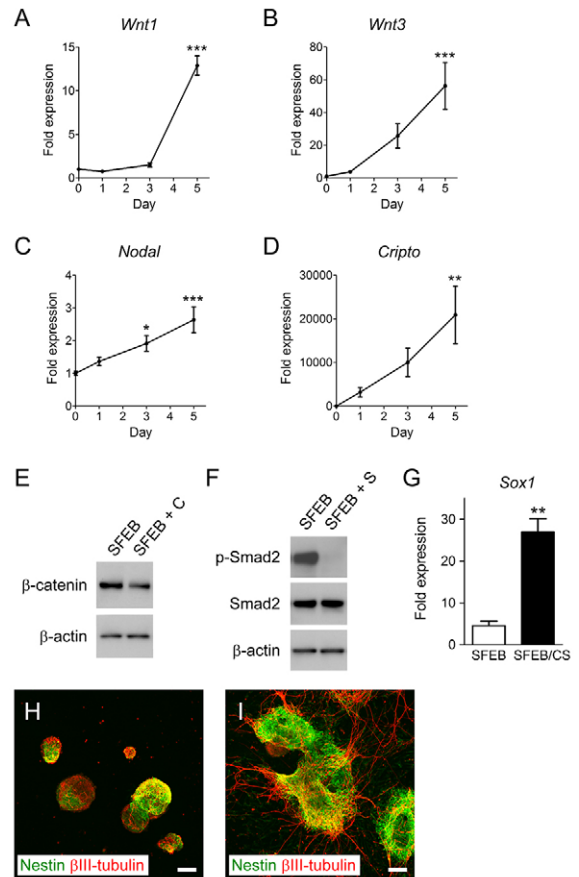 A
Wnt1
Fold expression
15
10
5
0
***
0 1 2 3 4 5
Day
B
Wnt3
Fold expression
80
60
40
20
0
***
0 1 2 3 4 5
Day
C
Nodal
Fold expression
4
3
2
1
0
*
***
0 1 2 3 4 5
Day
D
Cripto
Fold expression
30000
20000
10000
0
**
0 1 2 3 4 5
Day
E
SFEB
SFEB + C
β-catenin
β-actin
F
SFEB
SFEB + S
p-Smad2
Smad2
β-actin
G
Sox1
Fold expression
30
20
10
0
**
SFEB SFEB/CS
H
Nestin βIII-tubulin
I
Nestin βIII-tubulin